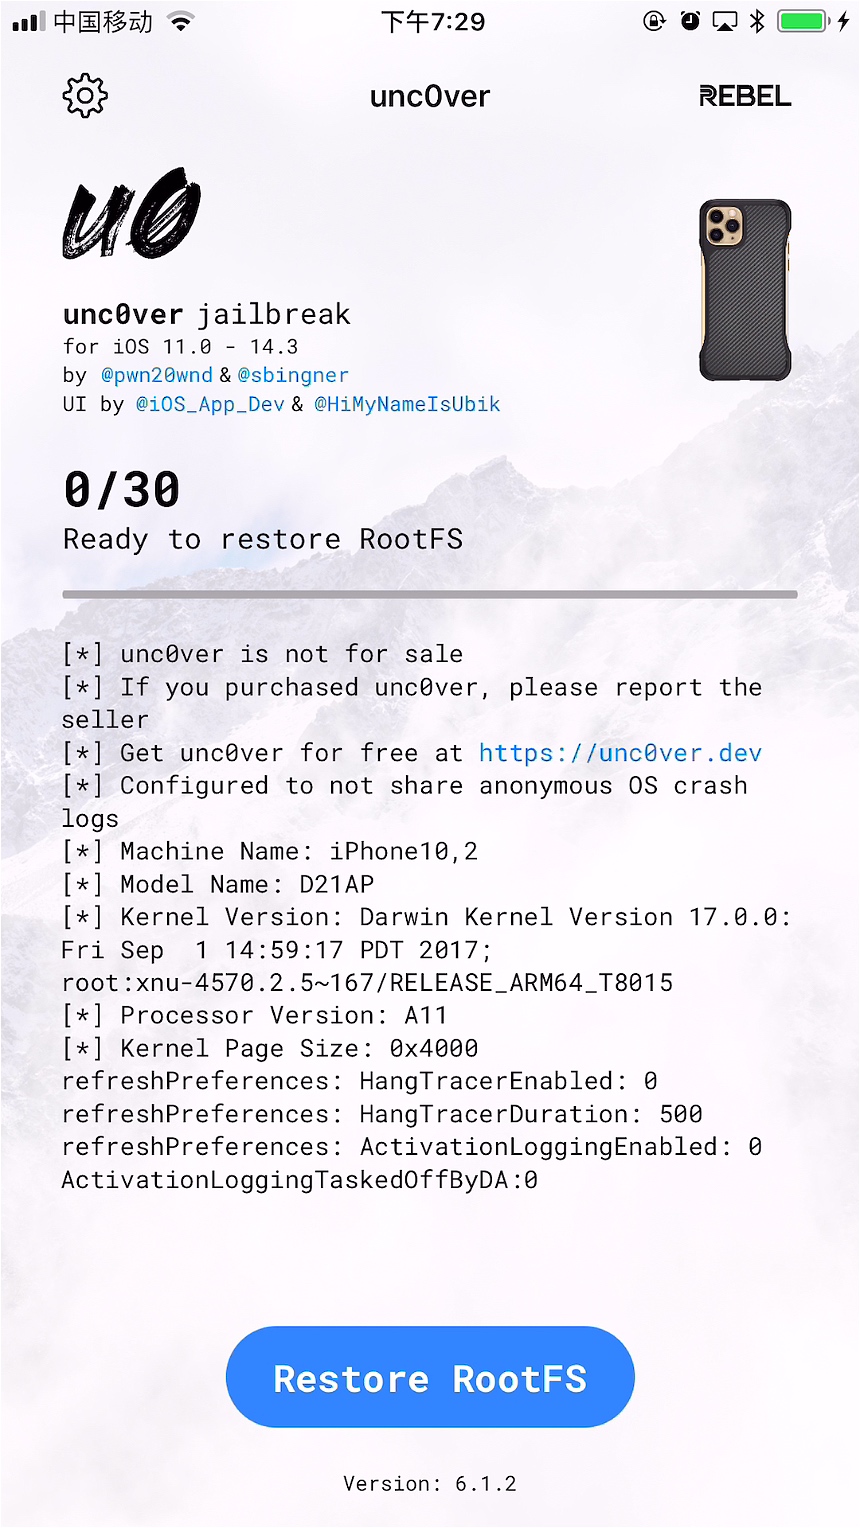 中国移动 下午7:29
unc0ver REBEL
u0
unc0ver jailbreak
for iOS 11.0 - 14.3
by @pwn20wnd & @sbingner
UI by @iOS_App_Dev & @HiMyNameIsUbik
0/30
Ready to restore RootFS
[*] unc0ver is not for sale
[*] If you purchased unc0ver, please report the
seller
[*] Get unc0ver for free at https://unc0ver.dev
[*] Configured to not share anonymous OS crash
logs
[*] Machine Name: iPhone10,2
[*] Model Name: D21AP
[*] Kernel Version: Darwin Kernel Version 17.0.0:
Fri Sep  1 14:59:17 PDT 2017;
root:xnu-4570.2.5~167/RELEASE_ARM64_T8015
[*] Processor Version: A11
[*] Kernel Page Size: 0x4000
refreshPreferences: HangTracerEnabled: 0
refreshPreferences: HangTracerDuration: 500
refreshPreferences: ActivationLoggingEnabled: 0
ActivationLoggingTaskedOffByDA:0
Restore RootFS
Version: 6.1.2